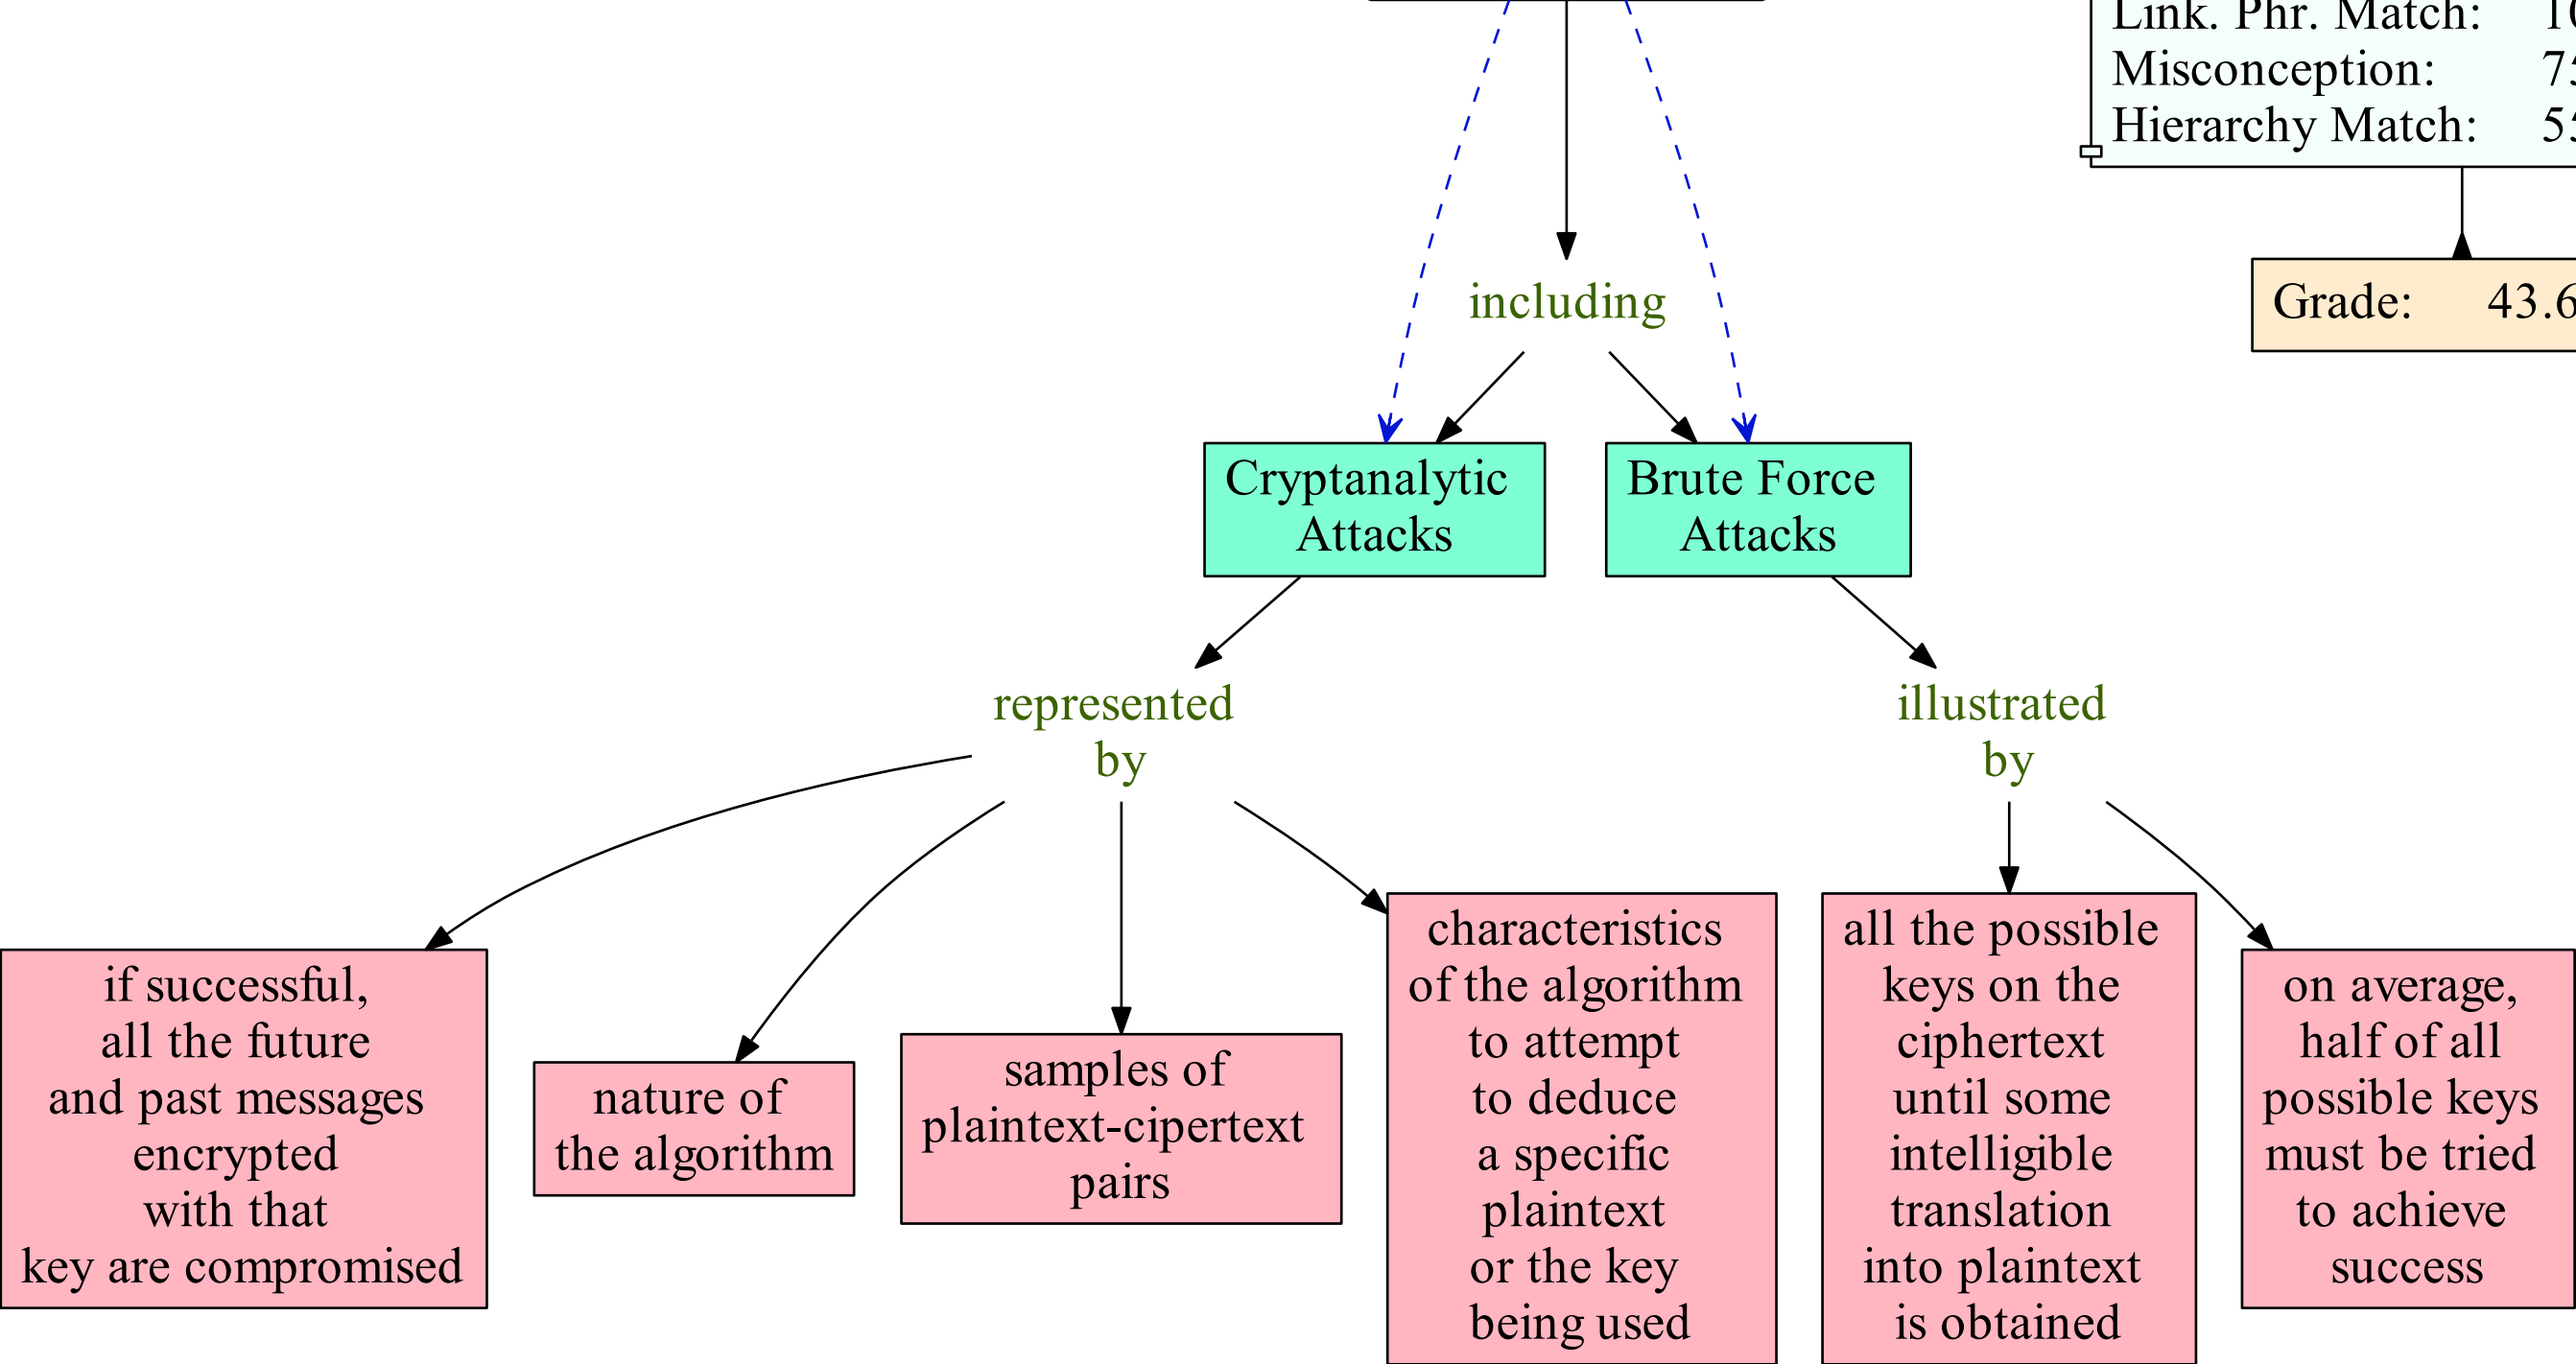 Link. Phr. Match:
Misconception:
Hierarchy Match:
including
Grade: 43.6
Cryptanalytic
Attacks
Brute Force
Attacks
represented
by
illustrated
by
if successful,
all the future
and past messages
encrypted
with that
key are compromised
nature of
the algorithm
samples of
plaintext-cipertext
pairs
characteristics
of the algorithm
to attempt
to deduce
a specific
plaintext
or the key
being used
all the possible
keys on the
ciphertext
until some
intelligible
translation
into plaintext
is obtained
on average,
half of all
possible keys
must be tried
to achieve
success